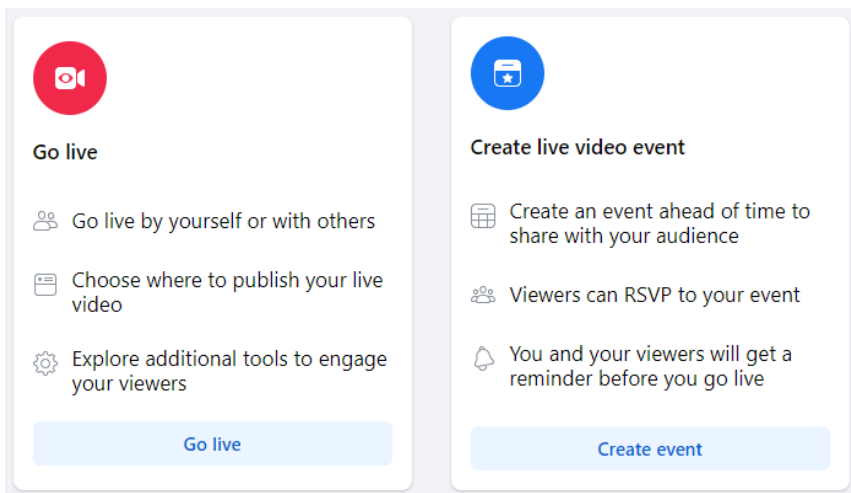 Go live
Go live by yourself or with others
Choose where to publish your live
video
Explore additional tools to engage
your viewers
Go live
Create live video event
Create an event ahead of time to
share with your audience
Viewers can RSVP to your event
You and your viewers will get a
reminder before you go live
Create event